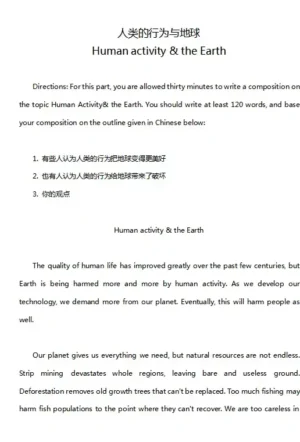 人类的行为与地球
Human activity & the Earth
Directions: For this part, you are allowed thirty minutes to write a composition on
the topic Human Activity& the Earth. You should write at least 120 words, and base
your composition on the outline given in Chinese below:
1. 有些人认为人类的行为把地球变得更美好
2. 也有人认为人类的行为给地球带来了破坏
3. 你的观点
Human activity & the Earth
The quality of human life has improved greatly over the past few centuries, but
Earth is being harmed more and more by human activity. As we develop our
technology, we demand more from our planet. Eventually, this will harm people as
well.
Our planet gives us everything we need, but natural resources are not endless.
Strip mining devastates whole regions, leaving bare and useless ground.
Deforestation removes old growth trees that can't be replaced. Too much fishing may
harm fish populations to the point where they can't recover. We are too careless in